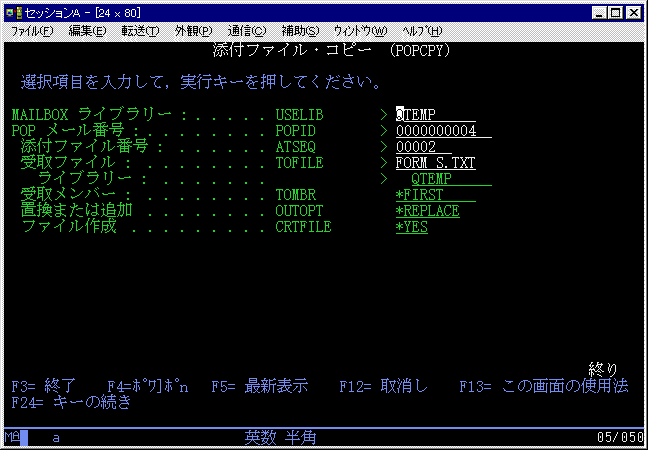 セッションA - [24 x 80]
ファイル(F) 編集(E) 転送(T) 外観(P) 通信(C) 補助(S) ウィンドウ(W) ヘルプ(H)
添付ファイル・コピー (POPCPY)
選択項目を入力して，実行キーを押してください。
MAILBOX ライブラリー : . . . . . USELIB > QTEMP
POP メール番号 : . . . . . . . . POPID > 0000000004
添付ファイル番号 : . . . . . . . ATSEQ > 00002
受取ファイル : . . . . . . . . . TOFILE > FORM S.TXT
ライブラリー : . . . . . . . . > QTEMP
受取メンバー : . . . . . . . . . TOMBR *FIRST
置換または追加 . . . . . . . . . OUTOPT *REPLACE
ファイル作成 . . . . . . . . . . CRTFILE *YES
終り
F3= 終了 F4=ﾎﾟワ]ﾎﾟn F5= 最新表示 F12= 取消し F13= この画面の使用法
F24= キーの続き
MA a 英数 半角 05/050